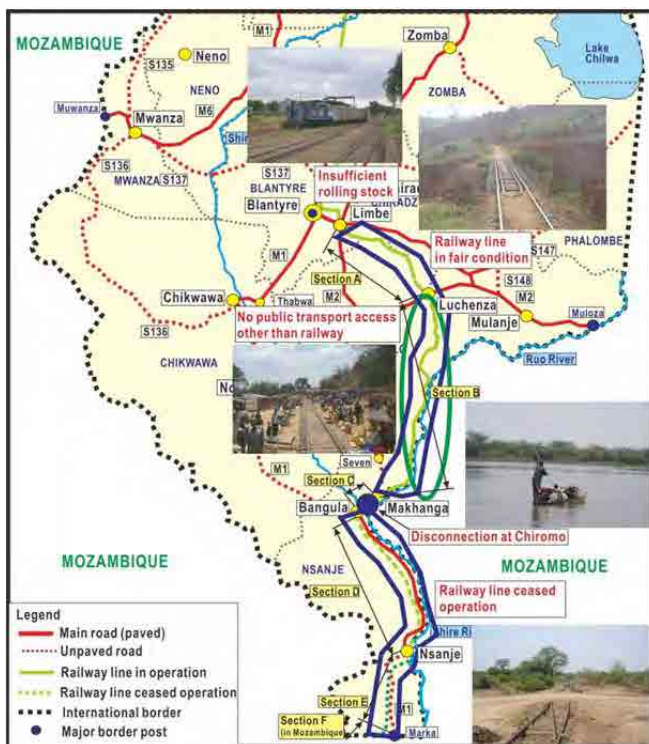 MOZAMBIQUE
M1
Zomba
Lake
Chilwa
S135
Neno
NENO
ZOMBA
Muwanza
Mwanza
M6
S136
MWANZA
S137
S137
BLANTYRE
Blantyre
Insufficient
rolling stock
Limbe
Railway line
in fair condition
PHALOMBE
S147
M1
Section A
M2
S148
M2
Chikwawa
Thabwa
Luchenza
Mulanje
Muloza
No public transport access
other than railway
S136
CHIKWAWA
Ruo River
Section B
M1
Seven
Section C
Bangula
Makhanga
Disconnection at Chiromo
MOZAMBIQUE
MOZAMBIQUE
NSANJE
Section D
Railway line ceased
operation
Nsanje
Section E
M1
Section F
(in Mozambique)
Marka
Legend
Main road (paved)
Unpaved road
Railway line in operation
Railway line ceased operation
International border
Major border post